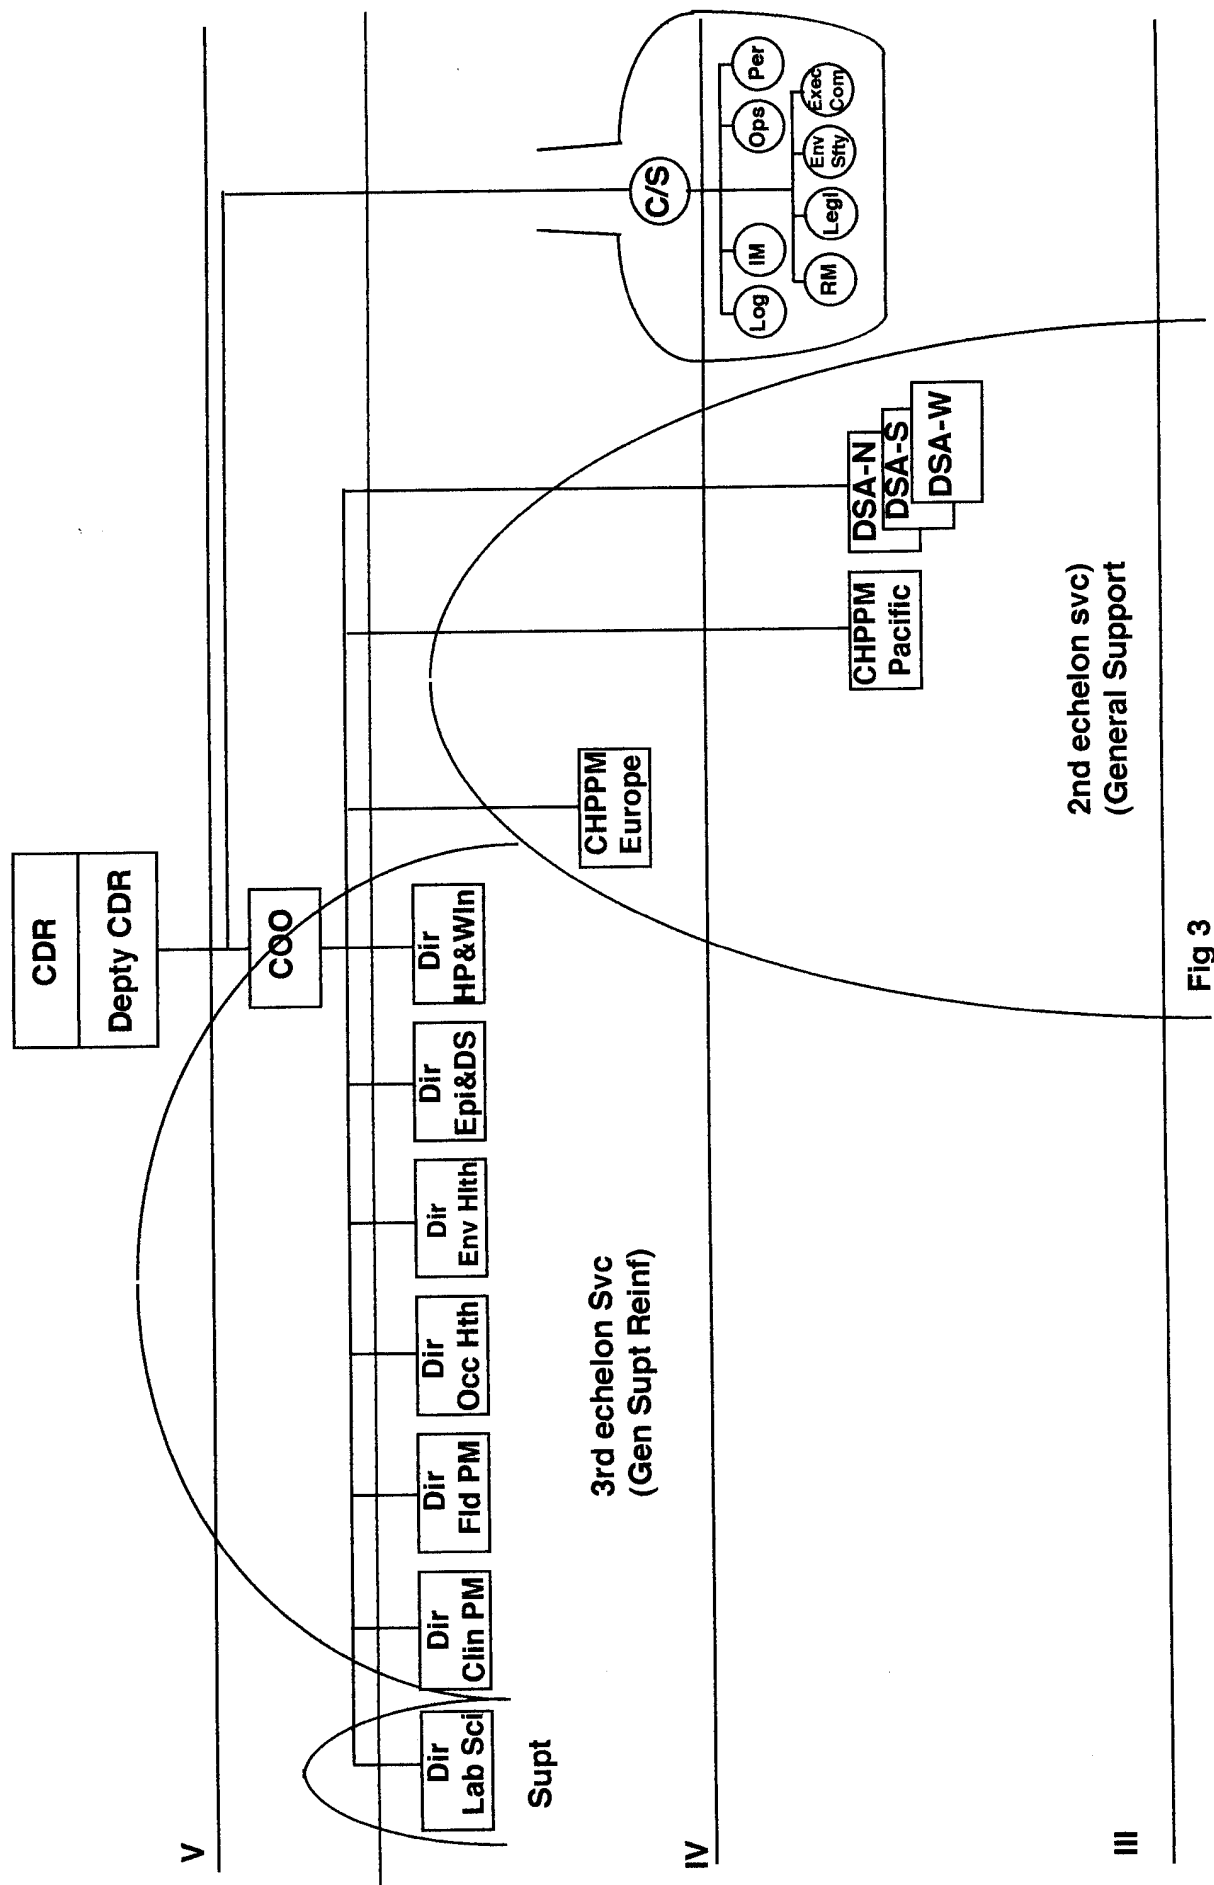 CDR
Depty CDR
V
COO
C/S
Dir
Lab Sci
Dir
Clin PM
Dir
Fld PM
Dir
Occ Hth
Dir
Env Hlth
Dir
Epi&DS
Dir
HP&Wln
Supt
3rd echelon Svc
(Gen Supt Reinf)
CHPPM
Europe
IV
Log
IM
Ops
Per
RM
Legl
Env
Sfty
Exec
Com
CHPPM
Pacific
DSA-N
DSA-S
DSA-W
2nd echelon svc)
(General Support
III
Fig 3